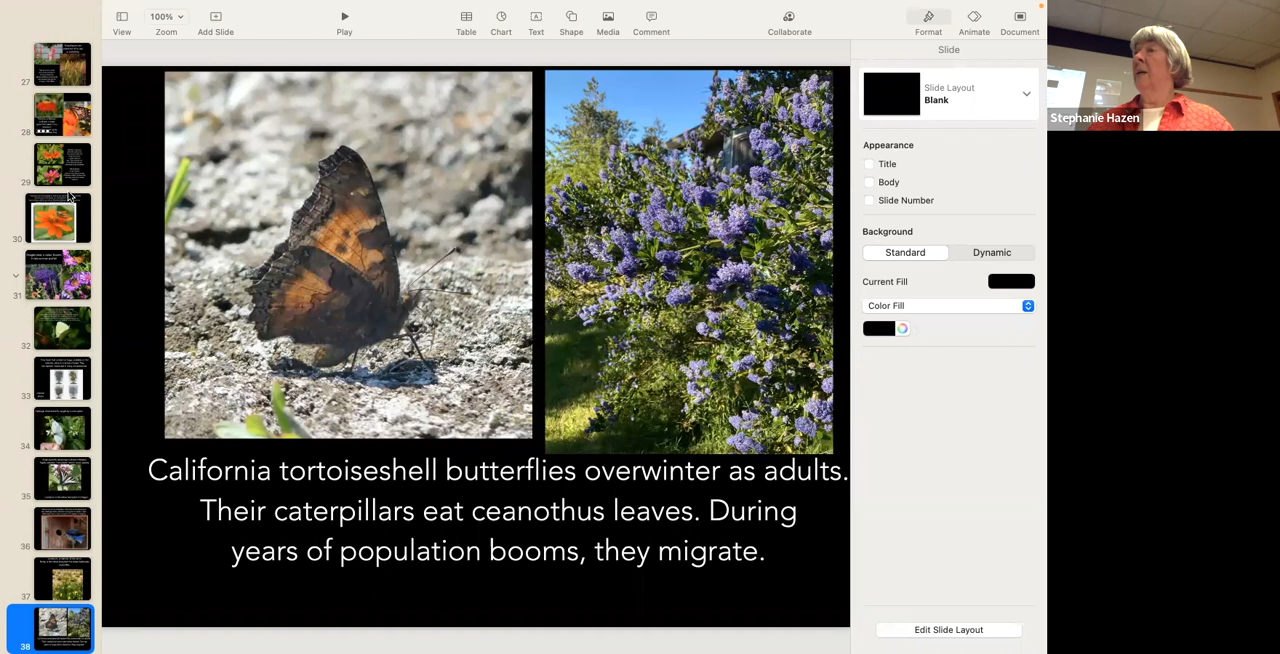 View
100%
Zoom
Add Slide
Play
Table
Chart
Text
Shape
Media
Comment
Collaborate
Format
Animate
Document
27
28
29
30
31
32
33
34
35
36
37
38
California tortoiseshell butterflies overwinter as adults.
Their caterpillars eat ceanothus leaves. During
years of population booms, they migrate.
Slide
Slide Layout
Blank
Appearance
Title
Body
Slide Number
Background
Standard
Dynamic
Current Fill
Color Fill
Edit Slide Layout
Stephanie Hazen